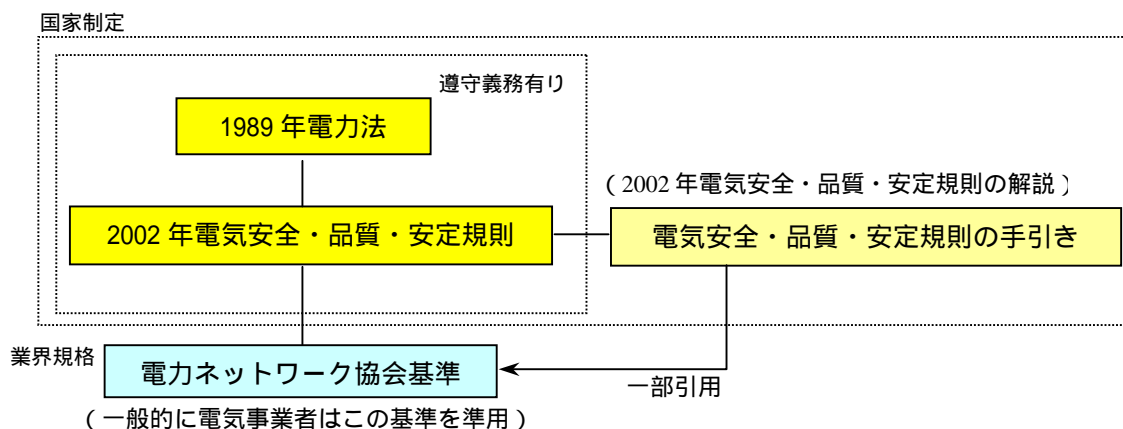 国家制定
遵守義務有り
1989 年電力法
(2002 年電気安全・品質・安定規則の解説)
2002 年電気安全・品質・安定規則
電気安全・品質・安定規則の手引き
業界規格
電力ネットワーク協会基準
一部引用
(一般的に電気事業者はこの基準を準用)